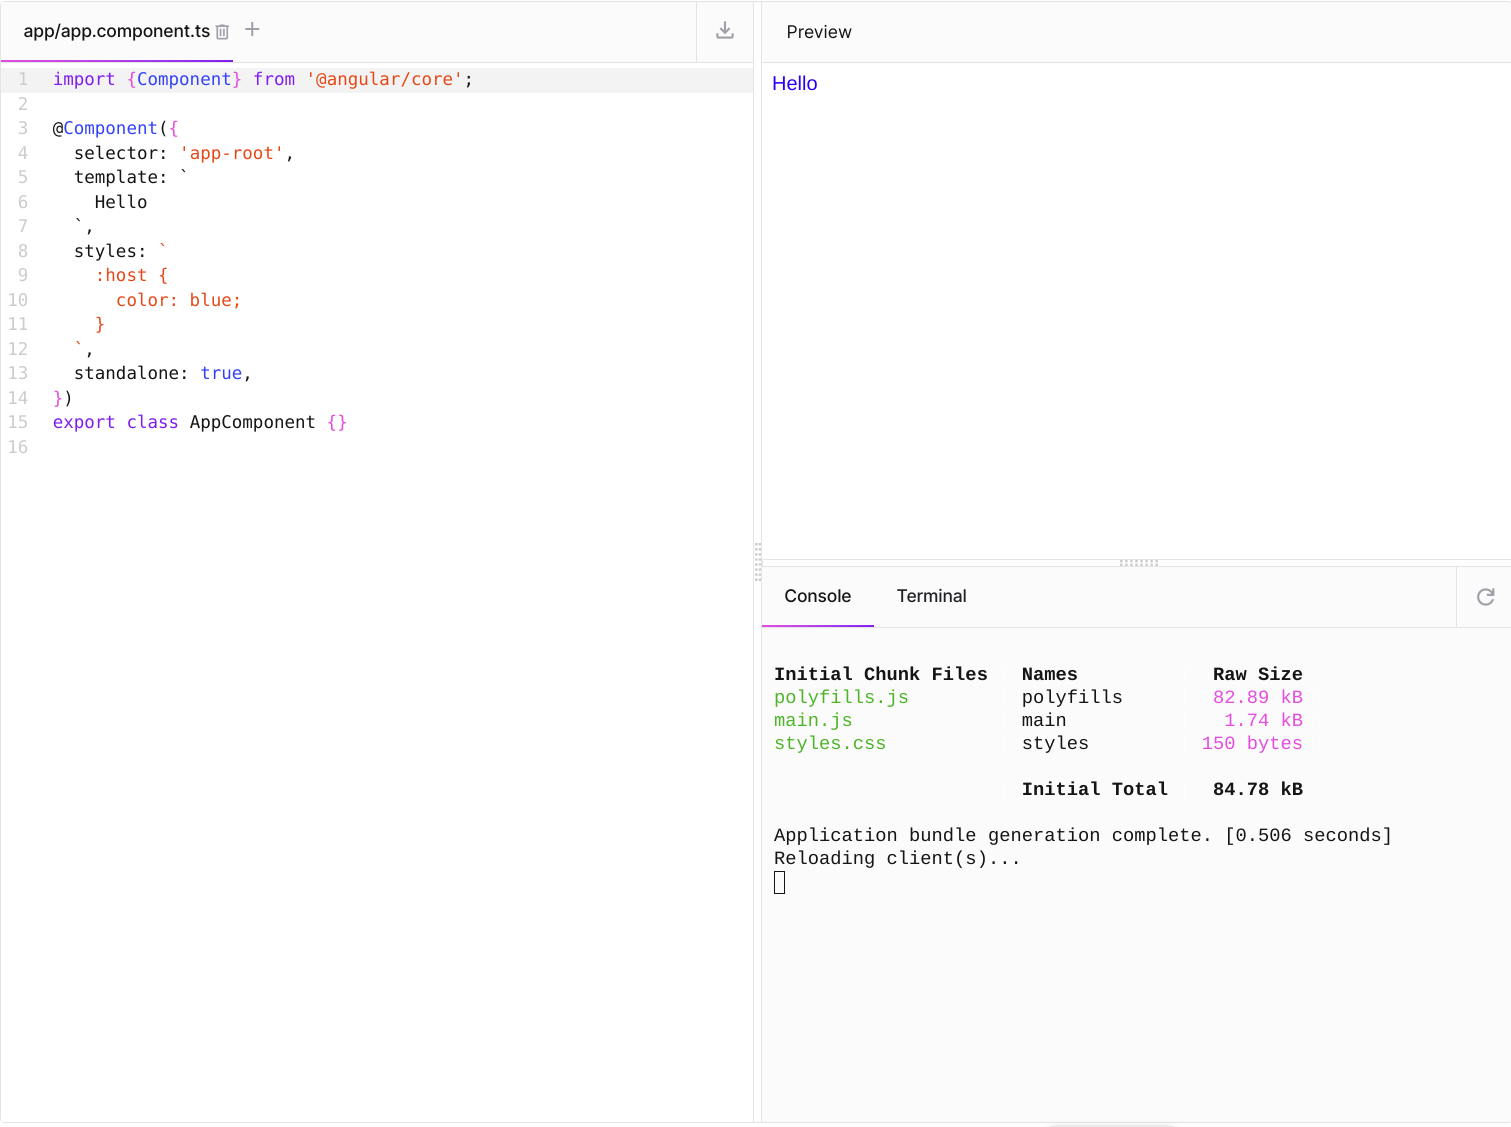 app/app.component.ts
1 import {Component} from '@angular/core';
2
3 @Component({
4   selector: 'app-root',
5   template: `
6     Hello
7   `,
8   styles: `
9     :host {
10       color: blue;
11     }
12   `,
13   standalone: true,
14 })
15 export class AppComponent {}
16
Preview
Hello
Console Terminal
Initial Chunk Files Names Raw Size
polyfills.js polyfills 82.89 kB
main.js main 1.74 kB
styles.css styles 150 bytes
Initial Total 84.78 kB
Application bundle generation complete. [0.506 seconds]
Reloading client(s)...